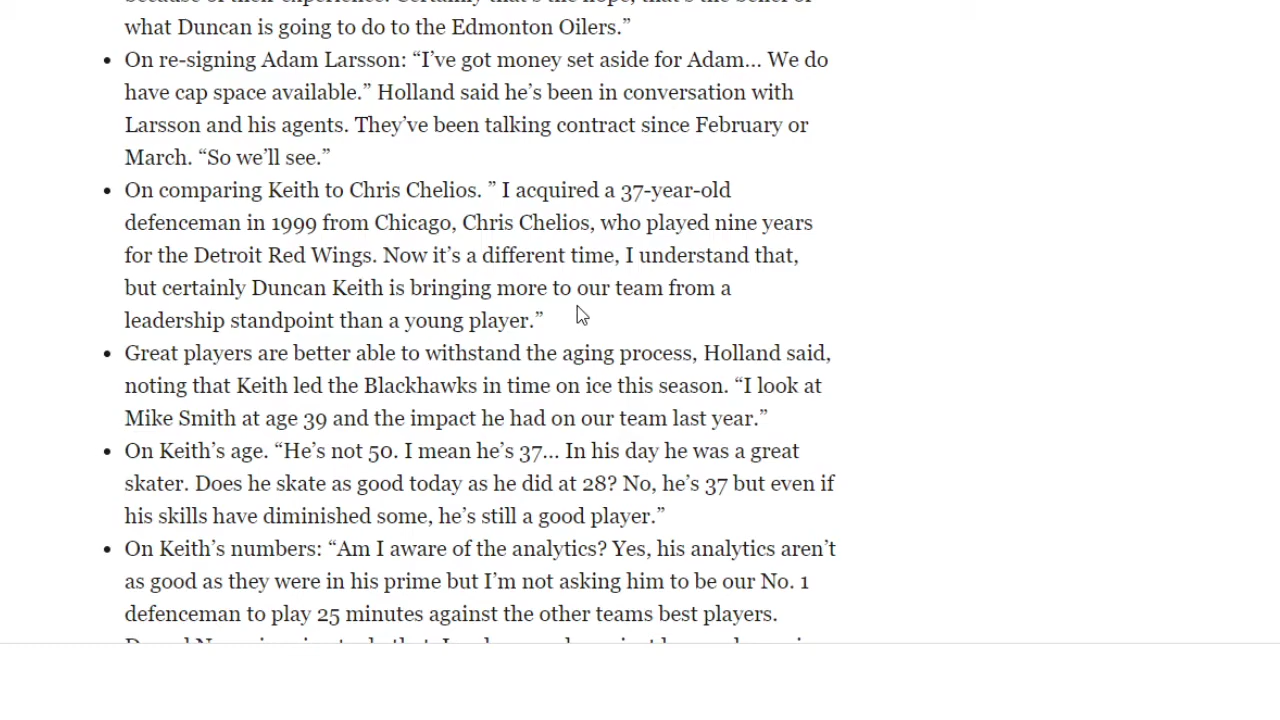 what Duncan is going to do to the Edmonton Oilers.”
• On re-signing Adam Larsson: “I’ve got money set aside for Adam… We do
have cap space available.” Holland said he’s been in conversation with
Larsson and his agents. They’ve been talking contract since February or
March. “So we’ll see.”
• On comparing Keith to Chris Chelios. ” I acquired a 37-year-old
defenceman in 1999 from Chicago, Chris Chelios, who played nine years
for the Detroit Red Wings. Now it’s a different time, I understand that,
but certainly Duncan Keith is bringing more to our team from a
leadership standpoint than a young player.”
• Great players are better able to withstand the aging process, Holland said,
noting that Keith led the Blackhawks in time on ice this season. “I look at
Mike Smith at age 39 and the impact he had on our team last year.”
• On Keith’s age. “He’s not 50. I mean he’s 37… In his day he was a great
skater. Does he skate as good today as he did at 28? No, he’s 37 but even if
his skills have diminished some, he’s still a good player.”
• On Keith’s numbers: “Am I aware of the analytics? Yes, his analytics aren’t
as good as they were in his prime but I’m not asking him to be our No. 1
defenceman to play 25 minutes against the other teams best players.